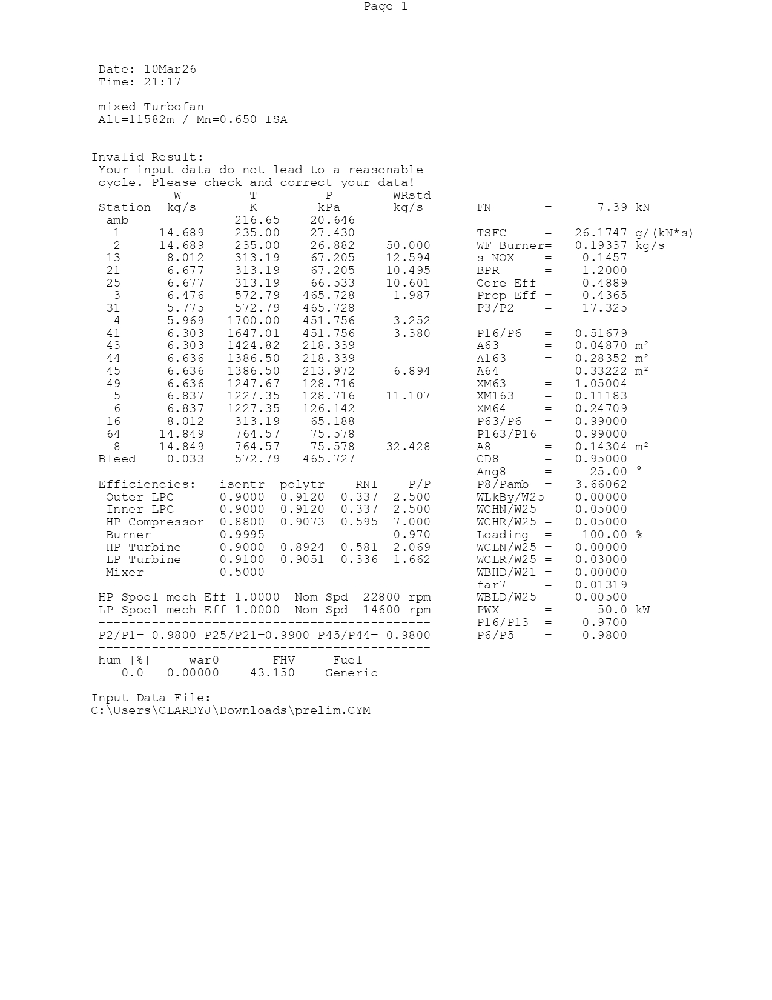 Page 1
Date: 10Mar26
Time: 21:17
mixed Turbofan
Alt=11582m / Mn=0.650 ISA
Invalid Result:
Your input data do not lead to a reasonable
cycle. Please check and correct your data!
W T P WRstd
Station kg/s K kPa kg/s FN = 7.39 kN
amb 216.65 20.646
1 14.689 235.00 27.430 TSFC = 26.1747 g/(kN*s)
2 14.689 235.00 26.882 50.000 WF Burner= 0.19337 kg/s
13 8.012 313.19 67.205 12.594 s NOX = 0.1457
21 6.677 313.19 67.205 10.495 BPR = 1.2000
25 6.677 313.19 66.533 10.601 Core Eff = 0.4889
3 6.476 572.79 465.728 1.987 Prop Eff = 0.4365
31 5.775 572.79 465.728 P3/P2 = 17.325
4 5.969 1700.00 451.756 3.252
41 6.303 1647.01 451.756 3.380 P16/P6 = 0.51679
43 6.303 1424.82 218.339 A63 = 0.04870 m²
44 6.636 1386.50 218.339 A163 = 0.28352 m²
45 6.636 1386.50 213.972 6.894 A64 = 0.33222 m²
49 6.636 1247.67 128.716 XM63 = 1.05004
5 6.837 1227.35 128.716 11.107 XM163 = 0.11183
6 6.837 1227.35 126.142 XM64 = 0.24709
16 8.012 313.19 65.188 P63/P6 = 0.99000
64 14.849 764.57 75.578 P163/P16 = 0.99000
8 14.849 764.57 75.578 32.428 A8 = 0.14304 m²
Bleed 0.033 572.79 465.727 CD8 = 0.95000
-------------------------------------------- Ang8 = 25.00 °
Efficiencies: isentr polytr RNI P/P P8/Pamb = 3.66062
Outer LPC 0.9000 0.9120 0.337 2.500 WLkBy/W25= 0.00000
Inner LPC 0.9000 0.9120 0.337 2.500 WCHN/W25 = 0.05000
HP Compressor 0.8800 0.9073 0.595 7.000 WCHR/W25 = 0.05000
Burner 0.9995 0.970 Loading = 100.00 %
HP Turbine 0.9000 0.8924 0.581 2.069 WCLN/W25 = 0.00000
LP Turbine 0.9100 0.9051 0.336 1.662 WCLR/W25 = 0.03000
Mixer 0.5000 WBHD/W21 = 0.00000
-------------------------------------------- far7 = 0.01319
HP Spool mech Eff 1.0000 Nom Spd 22800 rpm WBLD/W25 = 0.00500
LP Spool mech Eff 1.0000 Nom Spd 14600 rpm PWX = 50.0 kW
-------------------------------------------- P16/P13 = 0.9700
P2/P1= 0.9800 P25/P21=0.9900 P45/P44= 0.9800 P6/P5 = 0.9800
--------------------------------------------
hum [%] war0 FHV Fuel
0.0 0.00000 43.150 Generic
Input Data File:
C:\Users\CLARDYJ\Downloads\prelim.CYM